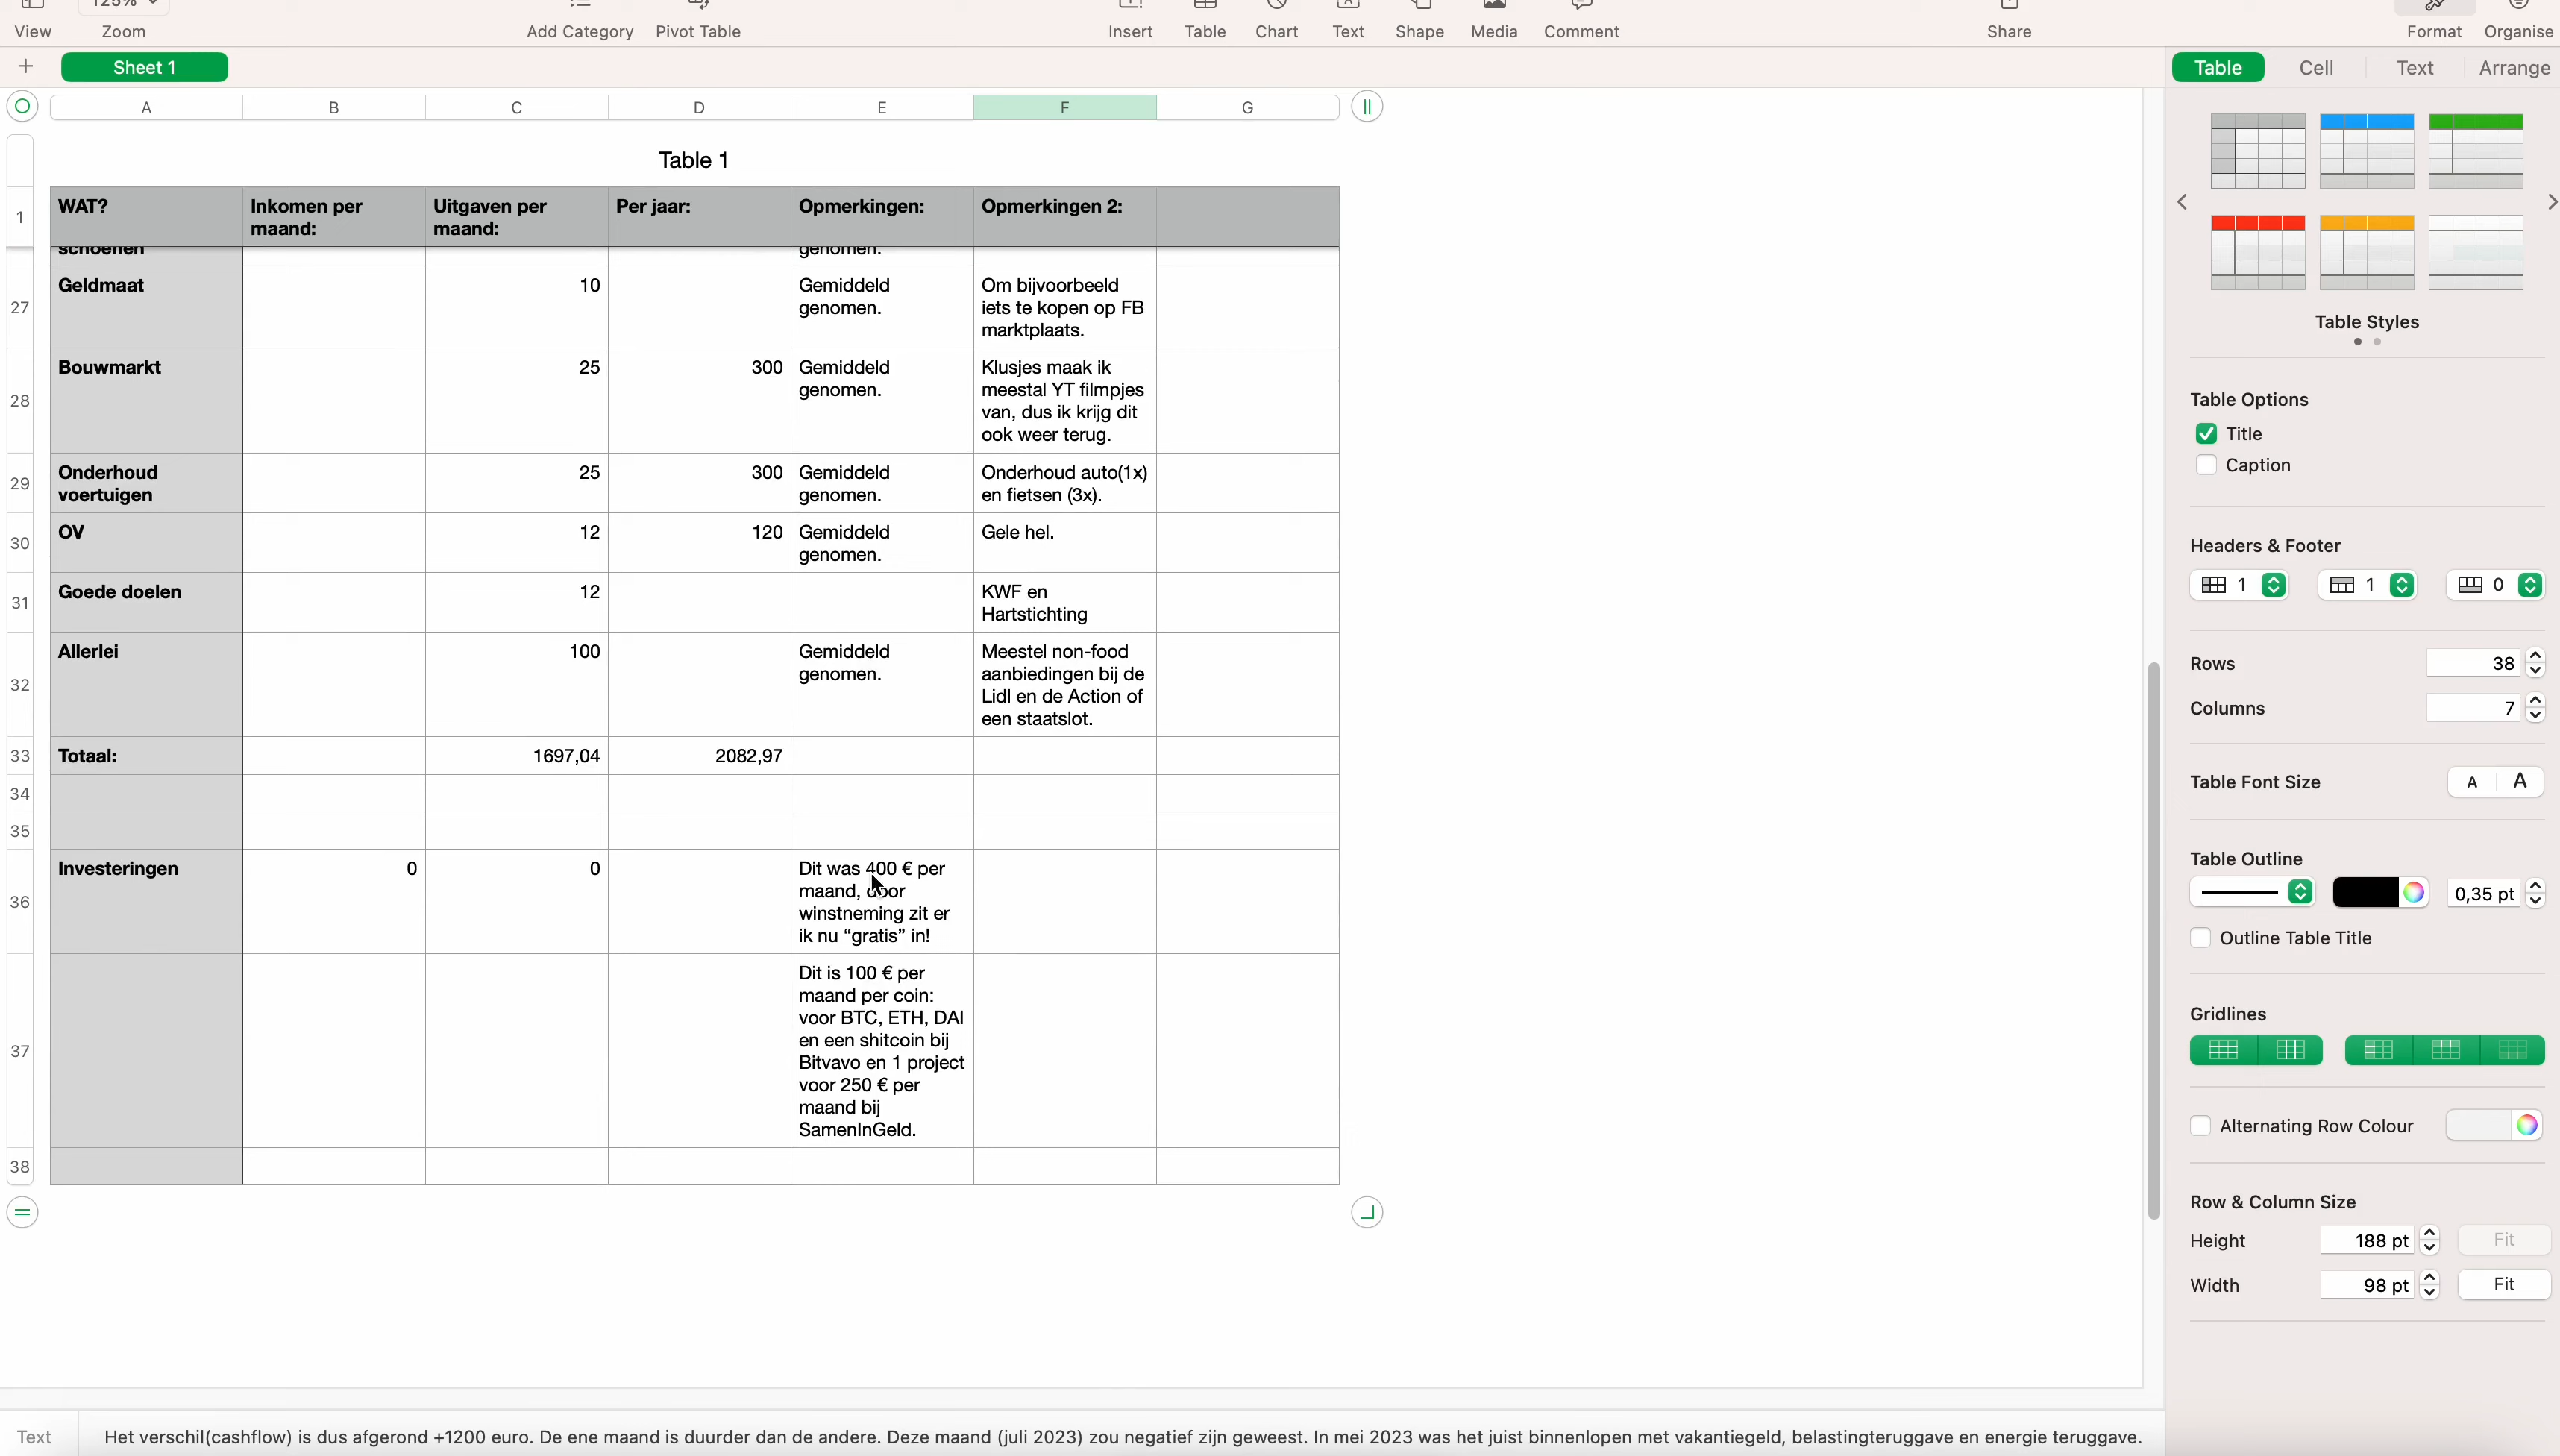 125%
View
Zoom
Add Category
Pivot Table
Insert
Table
Chart
Text
Shape
Media
Comment
Share
Format
Organise
Sheet 1
Table
Cell
Text
Arrange
A
B
C
D
E
F
G
Table 1
1
WAT?
Inkomen per
maand:
Uitgaven per
maand:
Per jaar:
Opmerkingen:
Opmerkingen 2:
schoenen
genomen.
27
Geldmaat
10
Gemiddeld
genomen.
Om bijvoorbeeld
iets te kopen op FB
marktplaats.
28
Bouwmarkt
25
300
Gemiddeld
genomen.
Klusjes maak ik
meestal YT filmpjes
van, dus ik krijg dit
ook weer terug.
29
Onderhoud
voertuigen
25
300
Gemiddeld
genomen.
Onderhoud auto(1x)
en fietsen (3x).
30
OV
12
120
Gemiddeld
genomen.
Gele hel.
31
Goede doelen
12
KWF en
Hartstichting
32
Allerlei
100
Gemiddeld
genomen.
Meestel non-food
aanbiedingen bij de
Lidl en de Action of
een staatslot.
33
Totaal:
1697,04
2082,97
34
35
36
Investeringen
0
0
Dit was 400 € per
maand, door
winstneming zit er
ik nu “gratis” in!
37
Dit is 100 € per
maand per coin:
voor BTC, ETH, DAI
en een shitcoin bij
Bitvavo en 1 project
voor 250 € per
maand bij
SamenInGeld.
38
Table Styles
Table Options
Title
Caption
Headers & Footer
1
1
0
Rows
38
Columns
7
Table Font Size
A
A
Table Outline
0,35 pt
Outline Table Title
Gridlines
Alternating Row Colour
Row & Column Size
Height
188 pt
Fit
Width
98 pt
Fit
Text
Het verschil(cashflow) is dus afgerond +1200 euro. De ene maand is duurder dan de andere. Deze maand (juli 2023) zou negatief zijn geweest. In mei 2023 was het juist binnenlopen met vakantiegeld, belastingteruggave en energie teruggave.